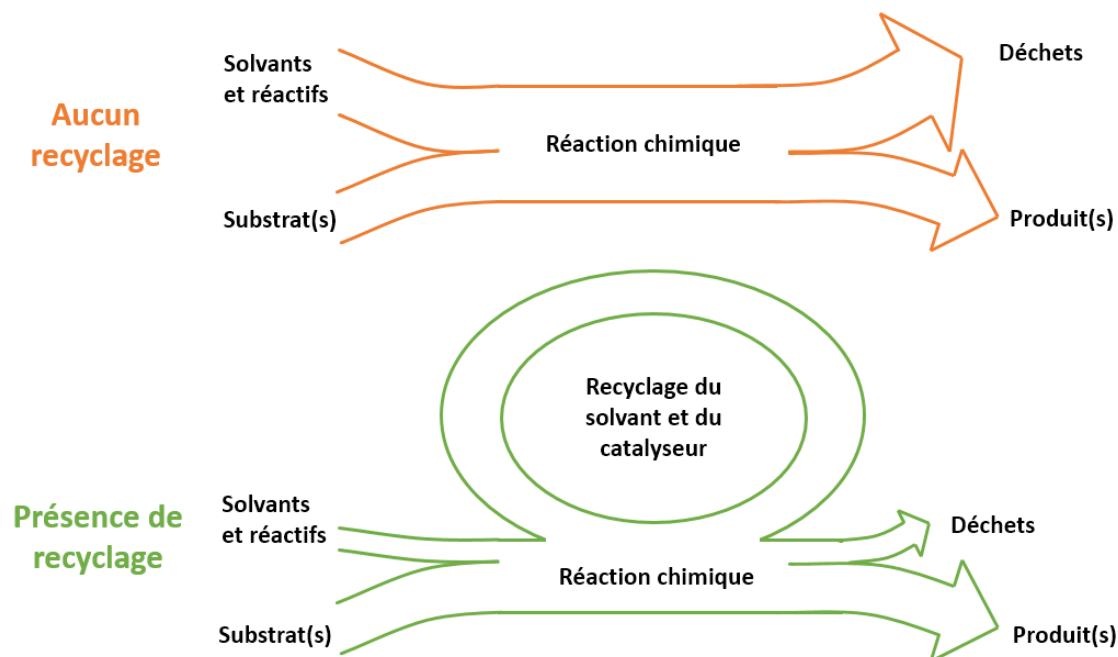 Aucun
recyclage
Solvants
et réactifs
Substrat(s)
Réaction chimique
Déchets
Produit(s)
Présence de
recyclage
Recyclage du
solvant et du
catalyseur
Solvants
et réactifs
Substrat(s)
Réaction chimique
Déchets
Produit(s)